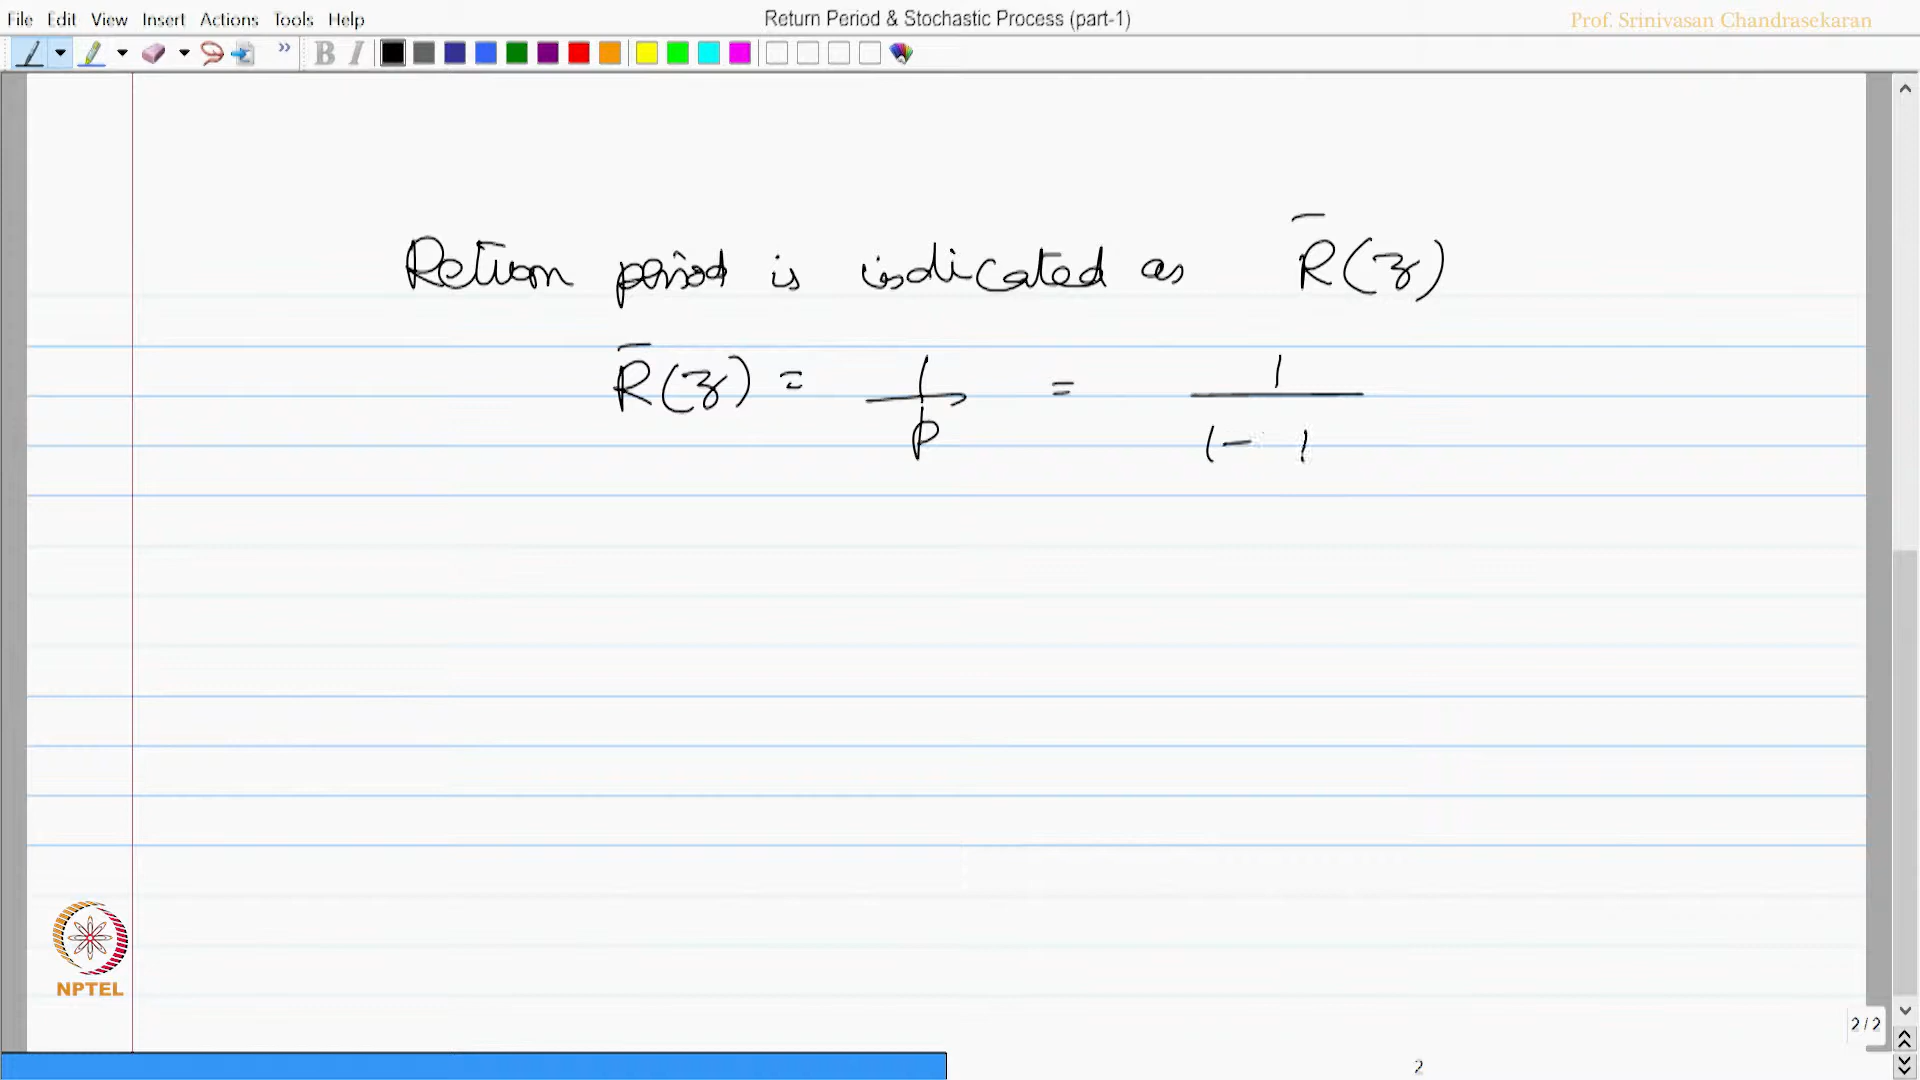 File Edit View Insert Actions Tools Help Return Period & Stochastic Process (part-1) Prof. Srinivasan Chandrasekaran
» B I
Return period is indicated as R̅(z)
R̅(z) = 1/p = 1/(1 - 1
NPTEL
2 / 2
2